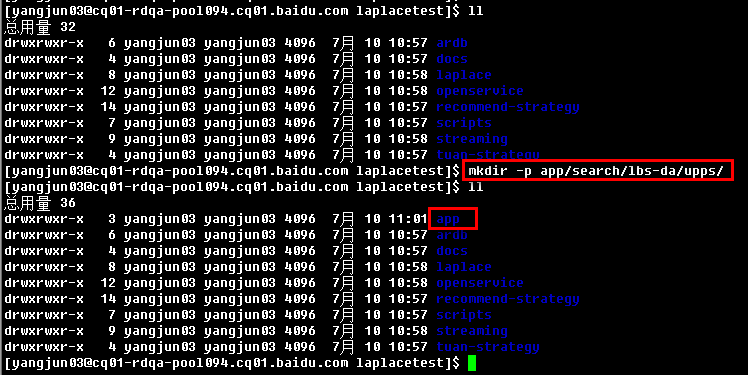 [yangjun03@cq01-rdqa-pool094.cq01.baidu.com laplacetest]$ ll
总用量 32
drwxrwxr-x 6 yangjun03 yangjun03 4096 7月 10 10:57 ardb
drwxrwxr-x 4 yangjun03 yangjun03 4096 7月 10 10:57 docs
drwxrwxr-x 8 yangjun03 yangjun03 4096 7月 10 10:58 laplace
drwxrwxr-x 12 yangjun03 yangjun03 4096 7月 10 10:58 openservice
drwxrwxr-x 14 yangjun03 yangjun03 4096 7月 10 10:57 recommend-strategy
drwxrwxr-x 7 yangjun03 yangjun03 4096 7月 10 10:57 scripts
drwxrwxr-x 9 yangjun03 yangjun03 4096 7月 10 10:58 streaming
drwxrwxr-x 4 yangjun03 yangjun03 4096 7月 10 10:57 tuan-strategy
[yangjun03@cq01-rdqa-pool094.cq01.baidu.com laplacetest]$ mkdir -p app/search/lbs-da/upps/
[yangjun03@cq01-rdqa-pool094.cq01.baidu.com laplacetest]$ ll
总用量 36
drwxrwxr-x 3 yangjun03 yangjun03 4096 7月 10 11:01 app
drwxrwxr-x 6 yangjun03 yangjun03 4096 7月 10 10:57 ardb
drwxrwxr-x 4 yangjun03 yangjun03 4096 7月 10 10:57 docs
drwxrwxr-x 8 yangjun03 yangjun03 4096 7月 10 10:58 laplace
drwxrwxr-x 12 yangjun03 yangjun03 4096 7月 10 10:58 openservice
drwxrwxr-x 14 yangjun03 yangjun03 4096 7月 10 10:57 recommend-strategy
drwxrwxr-x 7 yangjun03 yangjun03 4096 7月 10 10:57 scripts
drwxrwxr-x 9 yangjun03 yangjun03 4096 7月 10 10:58 streaming
drwxrwxr-x 4 yangjun03 yangjun03 4096 7月 10 10:57 tuan-strategy
[yangjun03@cq01-rdqa-pool094.cq01.baidu.com laplacetest]$